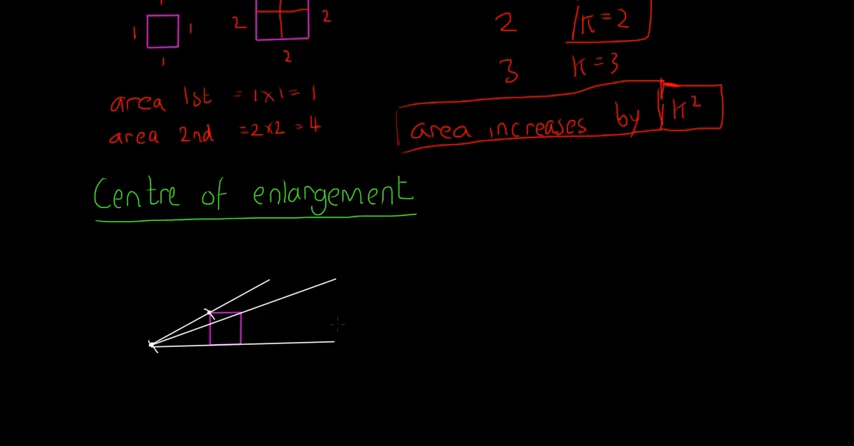 1 1 2 2
2 K=2
1 2
3 K=3
area 1st = 1×1 = 1
K²
area increases by
area 2nd =2×2 =4
Centre of enlargement